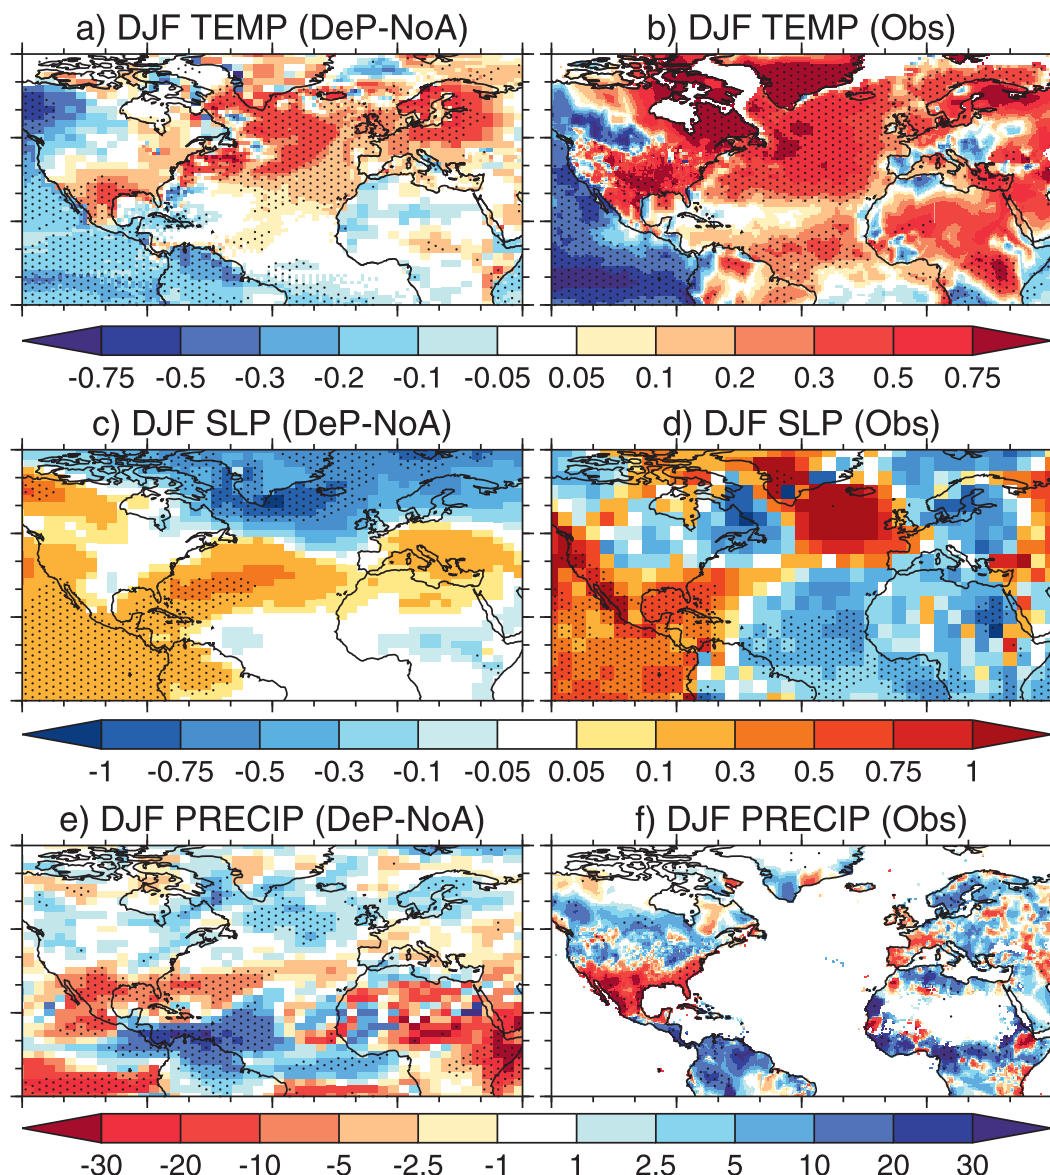 a) DJF TEMP (DeP-NoA)
b) DJF TEMP (Obs)
-0.75 -0.5 -0.3 -0.2 -0.1 -0.05 0.05 0.1 0.2 0.3 0.5 0.75
c) DJF SLP (DeP-NoA)
d) DJF SLP (Obs)
-1 -0.75 -0.5 -0.3 -0.1 -0.05 0.05 0.1 0.3 0.5 0.75 1
e) DJF PRECIP (DeP-NoA)
f) DJF PRECIP (Obs)
-30 -20 -10 -5 -2.5 -1 1 2.5 5 10 20 30